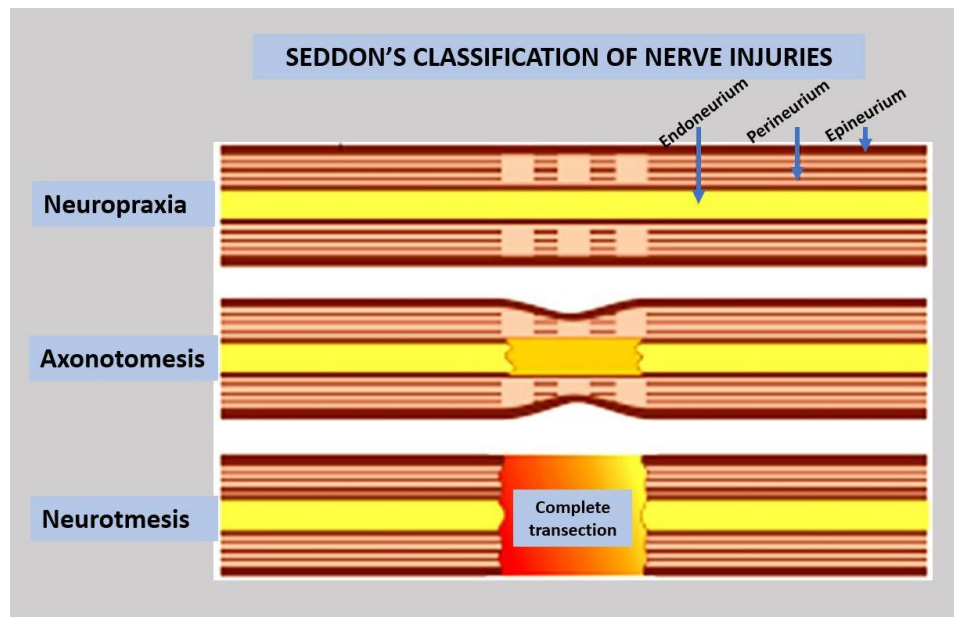 SEDDON'S CLASSIFICATION OF NERVE INJURIES
Endoneurium
Perineurium
Epineurium
Neuropraxia
Axonotomesis
Neurotmesis
Complete
transection